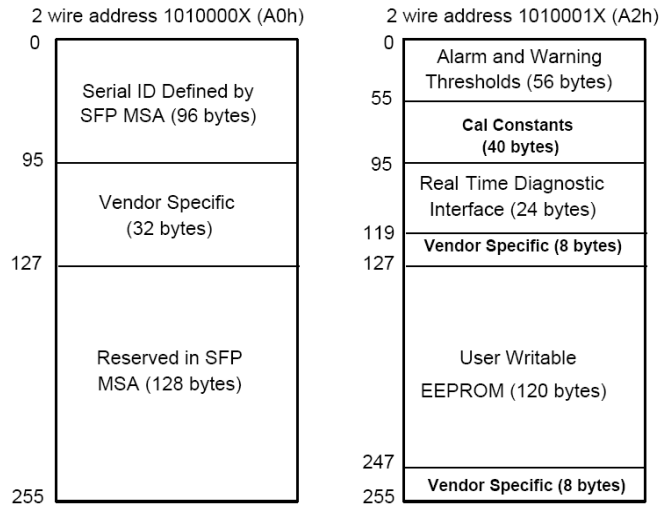 2 wire address 1010000X (A0h)
0
Serial ID Defined by
SFP MSA (96 bytes)
95
Vendor Specific
(32 bytes)
127
Reserved in SFP
MSA (128 bytes)
255
2 wire address 1010001X (A2h)
0
Alarm and Warning
Thresholds (56 bytes)
55
Cal Constants
(40 bytes)
95
Real Time Diagnostic
Interface (24 bytes)
119
Vendor Specific (8 bytes)
127
User Writable
EEPROM (120 bytes)
247
Vendor Specific (8 bytes)
255